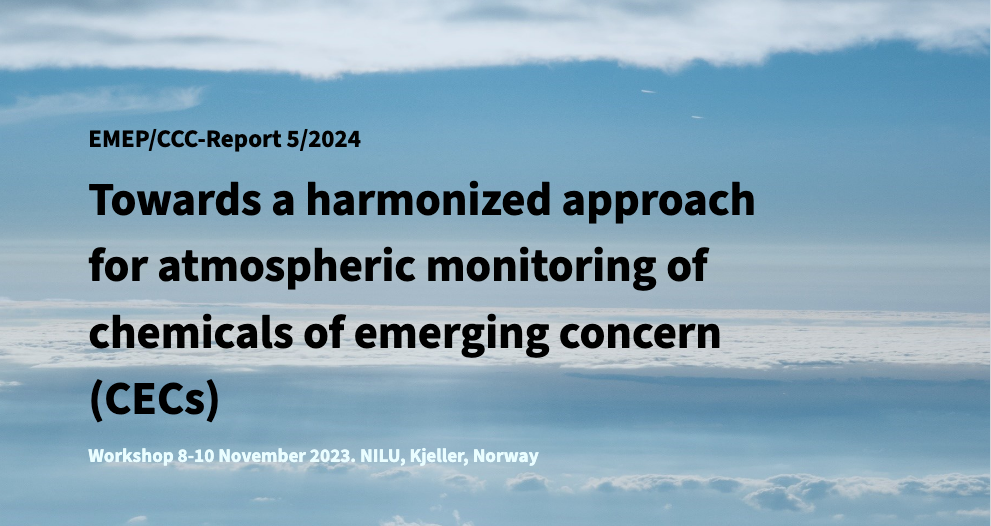 EMEP/CCC-Report 5/2024
Towards a harmonized approach
for atmospheric monitoring of
chemicals of emerging concern
(CECs)
Workshop 8-10 November 2023. NILU, Kjeller, Norway